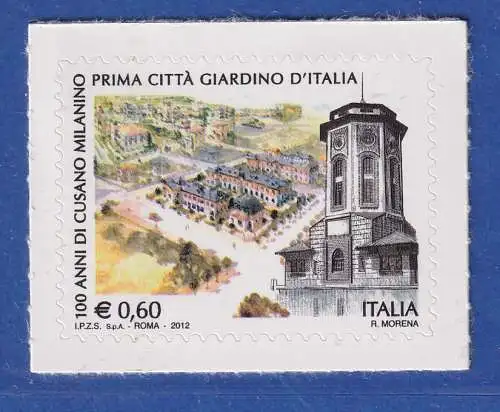 PRIMA CITTÀ GIARDINO D'ITALIA
100 ANNI DI CUSANO MILANINO
€ 0,60
ITALIA
I.P.Z.S. S.p.A. - ROMA - 2012
R. MORENA